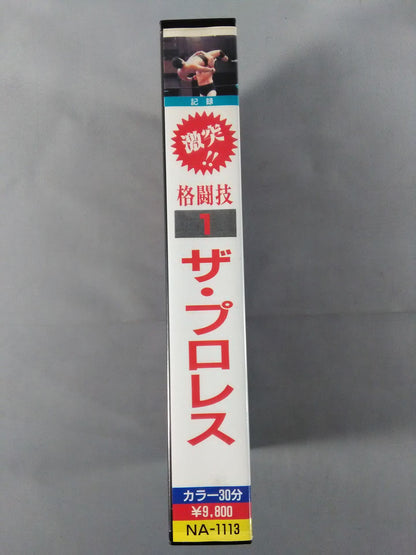 記録
激突!!
格闘技
1
ザ・プロレス
カラー30分
¥9,800
NA-1113